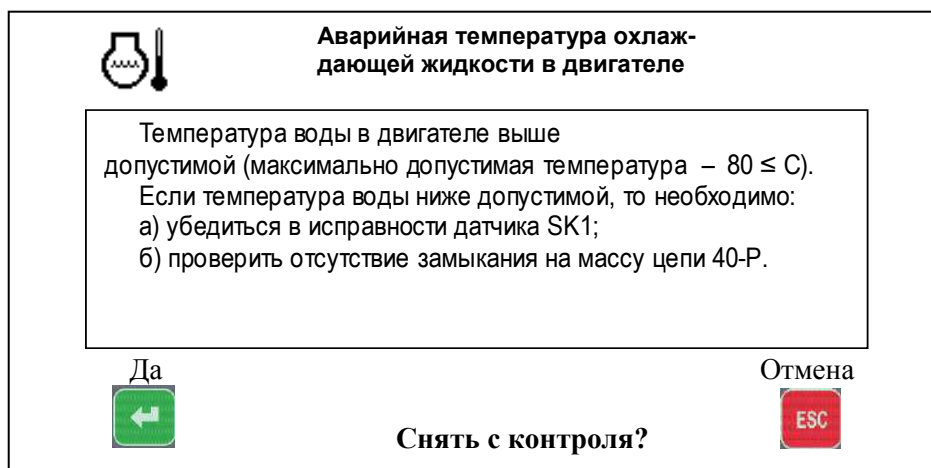 Аварийная температура охлаж-
дающей жидкости в двигателе
Температура воды в двигателе выше
допустимой (максимально допустимая температура – 80 ≤ С).
Если температура воды ниже допустимой, то необходимо:
а) убедиться в исправности датчика SK1;
б) проверить отсутствие замыкания на массу цепи 40-Р.
Да
Отмена
ESC
Снять с контроля?